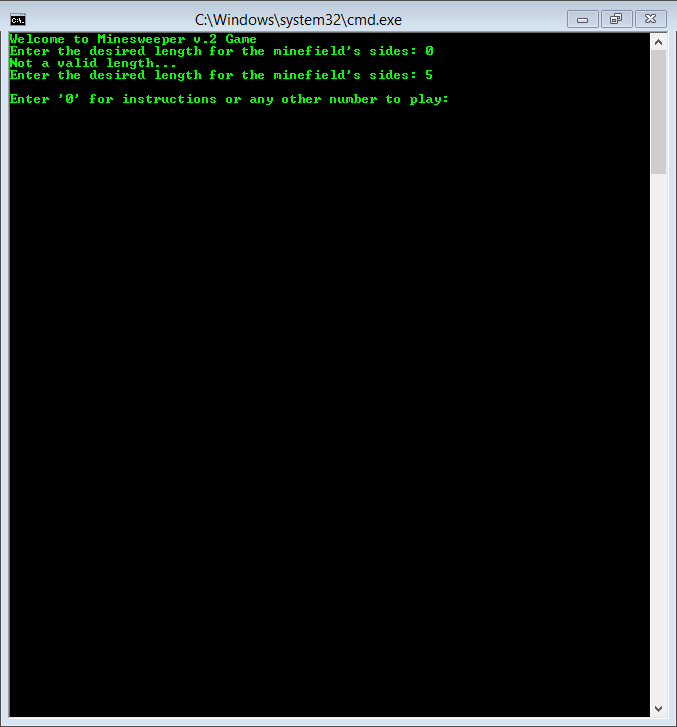 C:\Windows\system32\cmd.exe
Welcome to Minesweeper v.2 Game
Enter the desired length for the minefield's sides: 0
Not a valid length...
Enter the desired length for the minefield's sides: 5
Enter '0' for instructions or any other number to play: